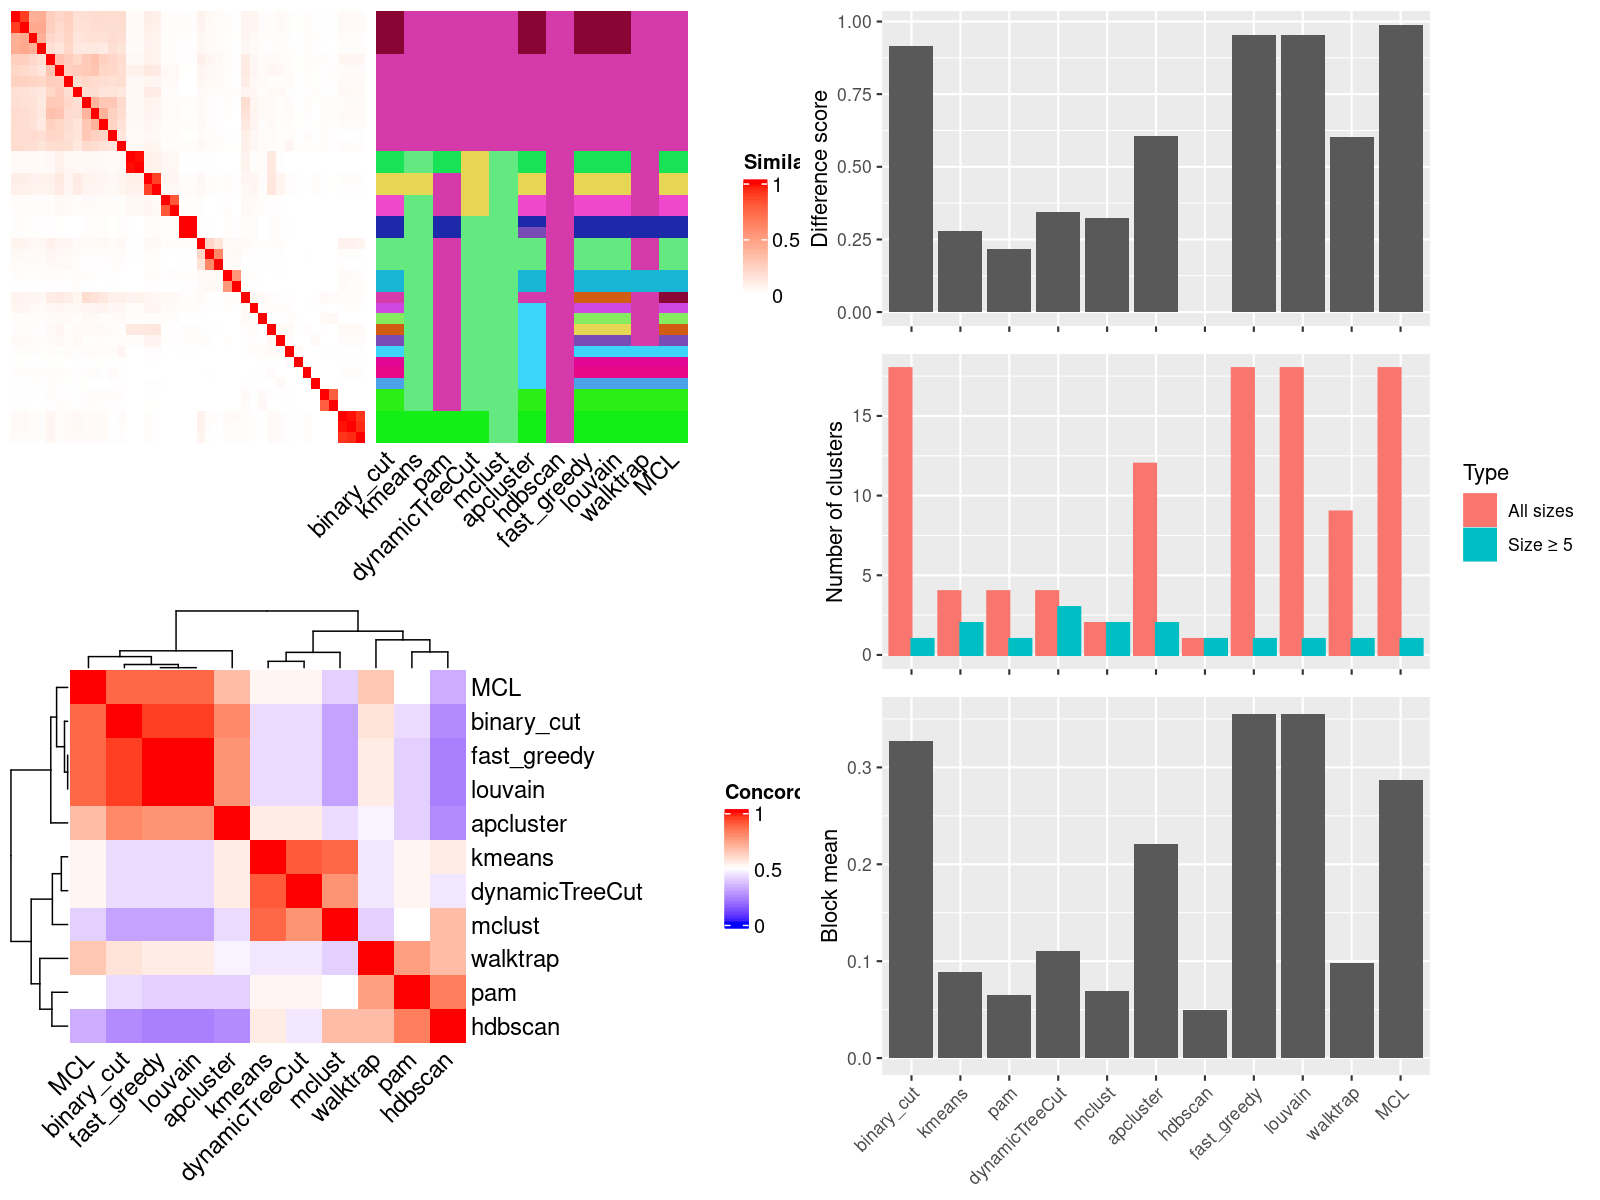 Simila
1
0.5
0
binary_cut
kmeans
pam
dynamicTreeCut
mclust
apcluster
hdbscan
fast_greedy
louvain
walktrap
MCL
MCL
binary_cut
fast_greedy
louvain
apcluster
kmeans
dynamicTreeCut
mclust
walktrap
pam
hdbscan
MCL
binary_cut
fast_greedy
louvain
apcluster
kmeans
dynamicTreeCut
mclust
walktrap
pam
hdbscan
Concord
1
0.5
0
Difference score
1.00
0.75
0.50
0.25
0.00
Number of clusters
15
10
5
0
Type
All sizes
Size ≥ 5
Block mean
0.3
0.2
0.1
0.0
binary_cut
kmeans
pam
dynamicTreeCut
mclust
apcluster
hdbscan
fast_greedy
louvain
walktrap
MCL